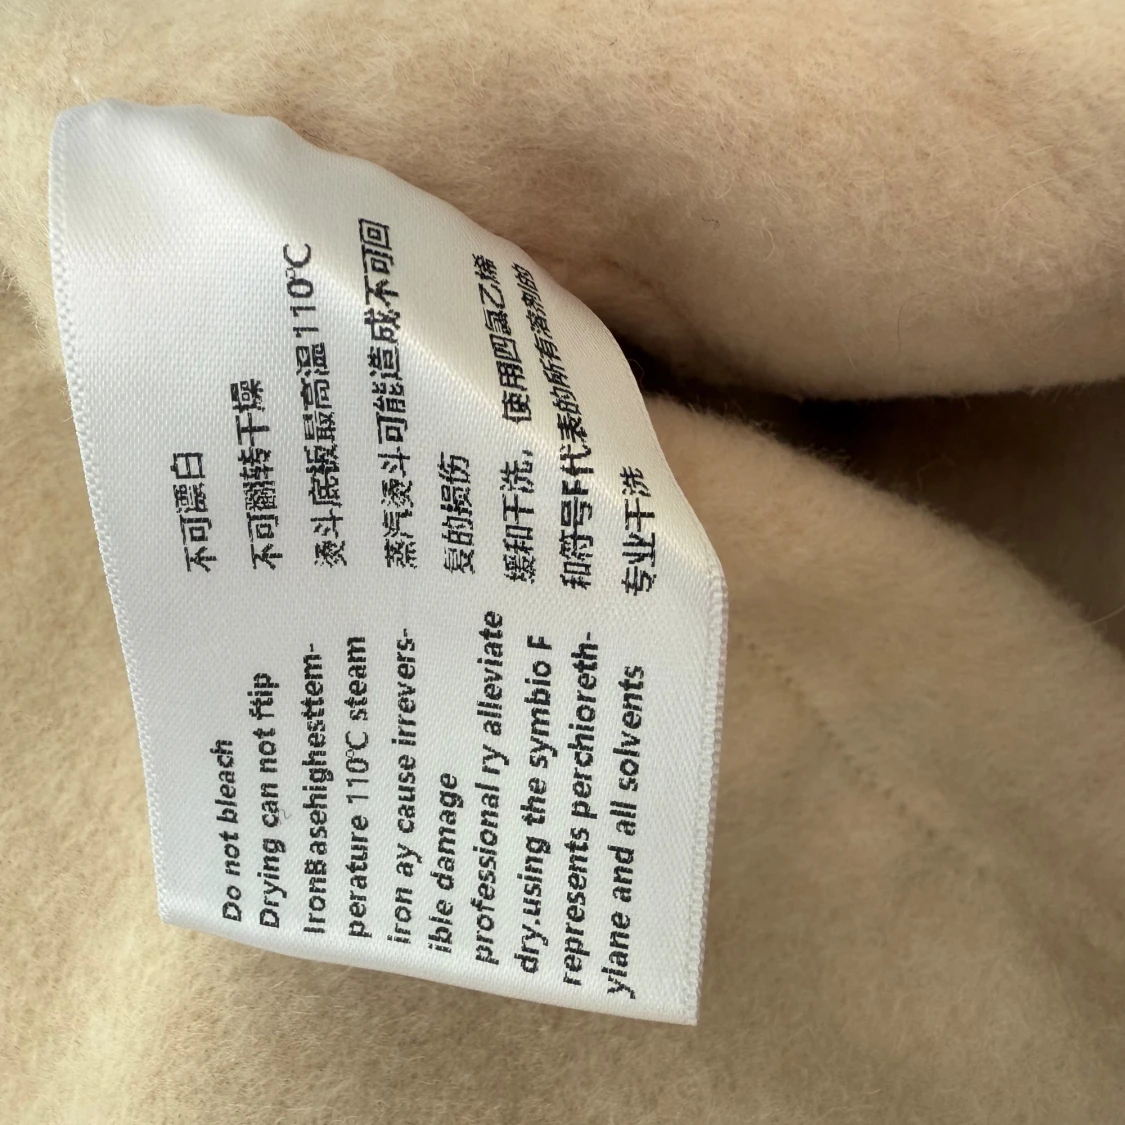 不可漂白
不可翻转干燥
烫斗底板最高温110℃
蒸汽烫斗可能造成不可回
复的损伤
缓和干洗，使用四氯乙烯
和符号F代表的所有溶剂的
专业干洗
Do not bleach
Drying can not ftip
IronBasehighesttem-
perature 110℃ steam
iron ay cause irrevers-
ible damage
professional ry alleviate
dry.using the symbio F
represents perchioreth-
ylane and all solvents